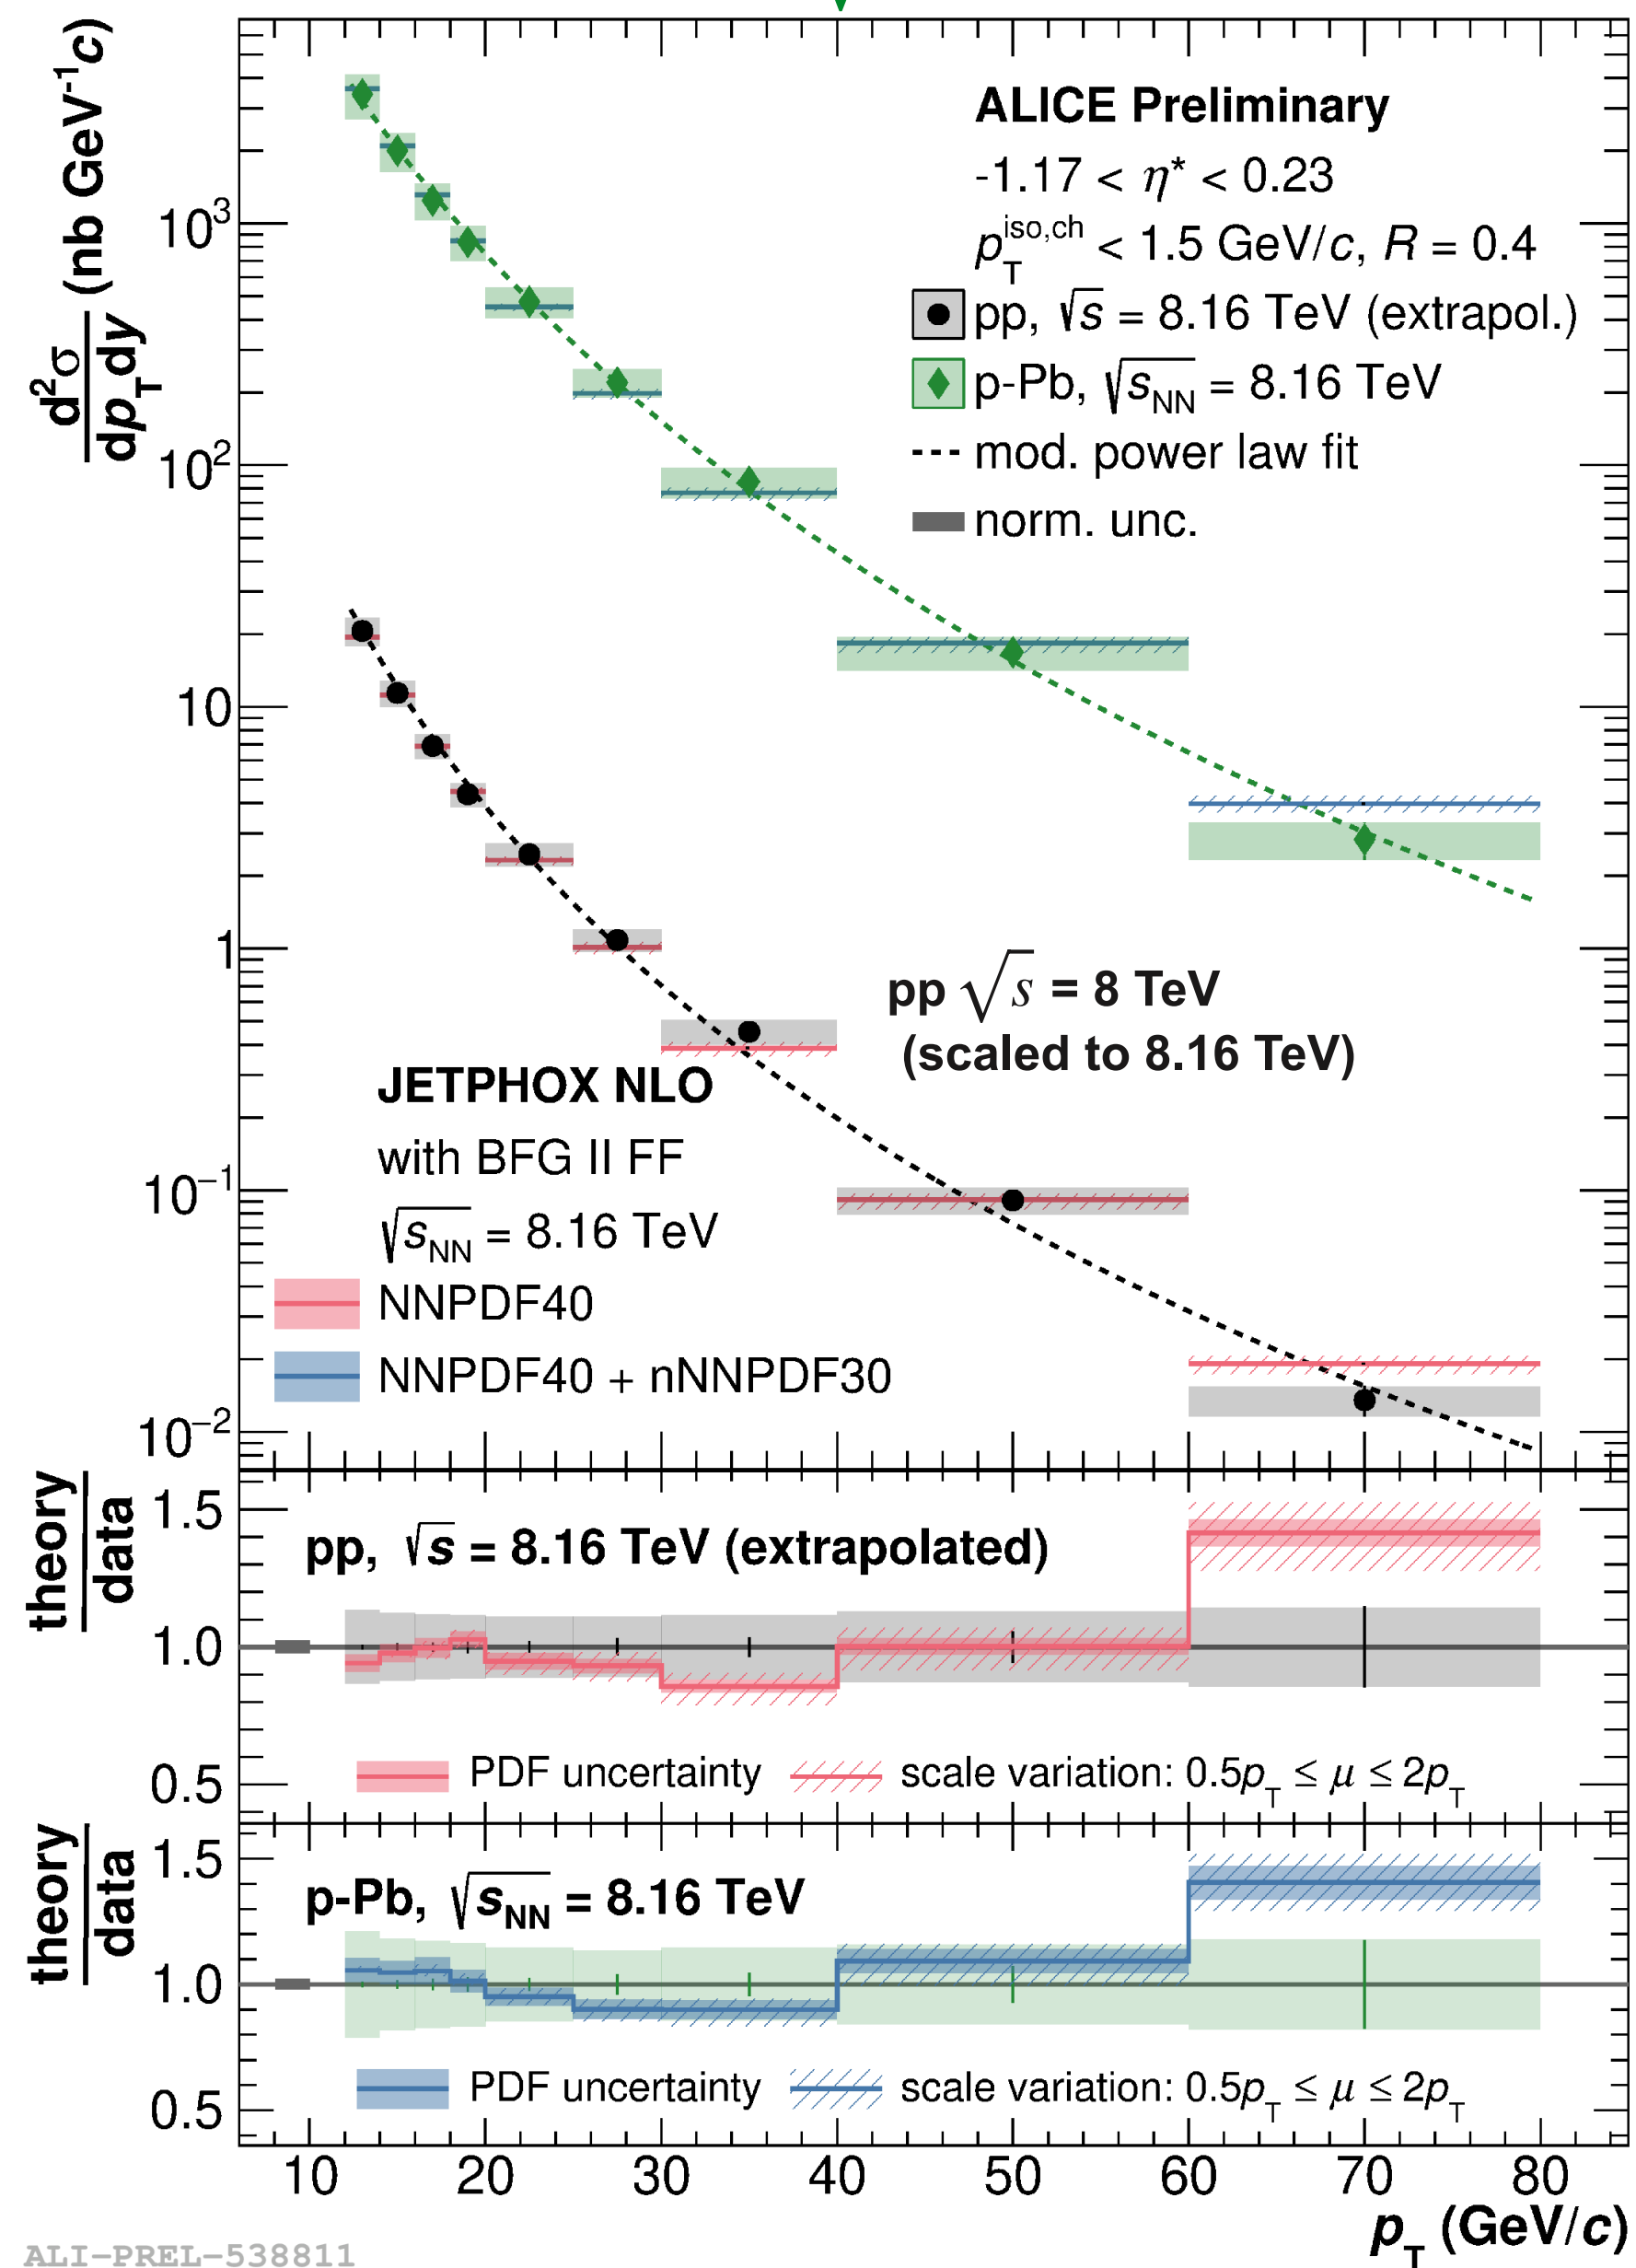 d²σ
dp_T dy
(nb GeV⁻¹c)
ALICE Preliminary
-1.17 < η* < 0.23
p_T^iso,ch < 1.5 GeV/c, R = 0.4
pp, √s = 8.16 TeV (extrapol.)
p-Pb, √s_NN = 8.16 TeV
mod. power law fit
norm. unc.
10³
10²
10
1
10⁻¹
10⁻²
pp √s = 8 TeV
(scaled to 8.16 TeV)
JETPHOX NLO
with BFG II FF
√s_NN = 8.16 TeV
NNPDF40
NNPDF40 + nNNPDF30
theory
data
1.5
1.0
0.5
pp, √s = 8.16 TeV (extrapolated)
PDF uncertainty
scale variation: 0.5p_T ≤ μ ≤ 2p_T
theory
data
1.5
1.0
0.5
p-Pb, √s_NN = 8.16 TeV
PDF uncertainty
scale variation: 0.5p_T ≤ μ ≤ 2p_T
10 20 30 40 50 60 70 80
p_T (GeV/c)
ALI-PREL-538811